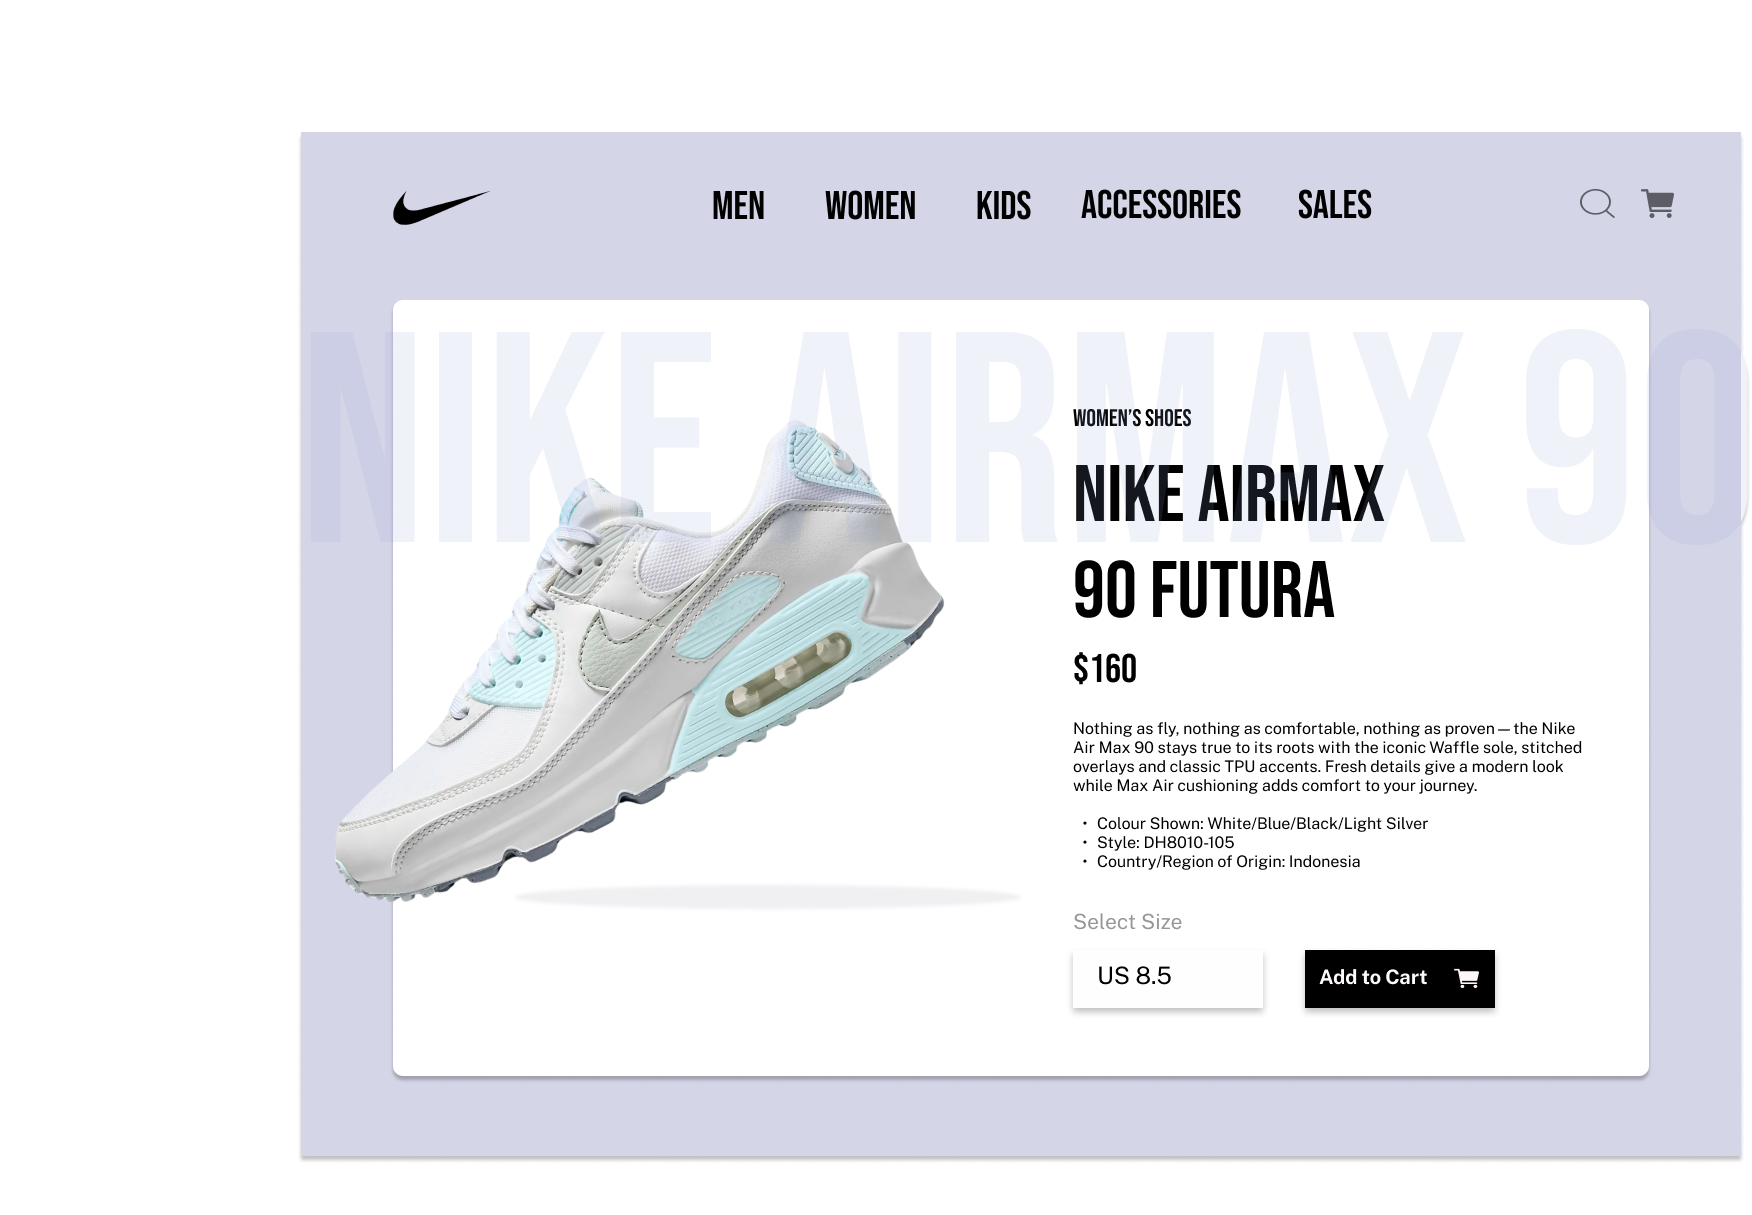 MEN WOMEN KIDS ACCESSORIES SALES
NIKE AIRMAX 90
WOMEN’S SHOES
NIKE AIRMAX
90 FUTURA
$160
Nothing as fly, nothing as comfortable, nothing as proven—the Nike
Air Max 90 stays true to its roots with the iconic Waffle sole, stitched
overlays and classic TPU accents. Fresh details give a modern look
while Max Air cushioning adds comfort to your journey.
• Colour Shown: White/Blue/Black/Light Silver
• Style: DH8010-105
• Country/Region of Origin: Indonesia
Select Size
US 8.5 Add to Cart